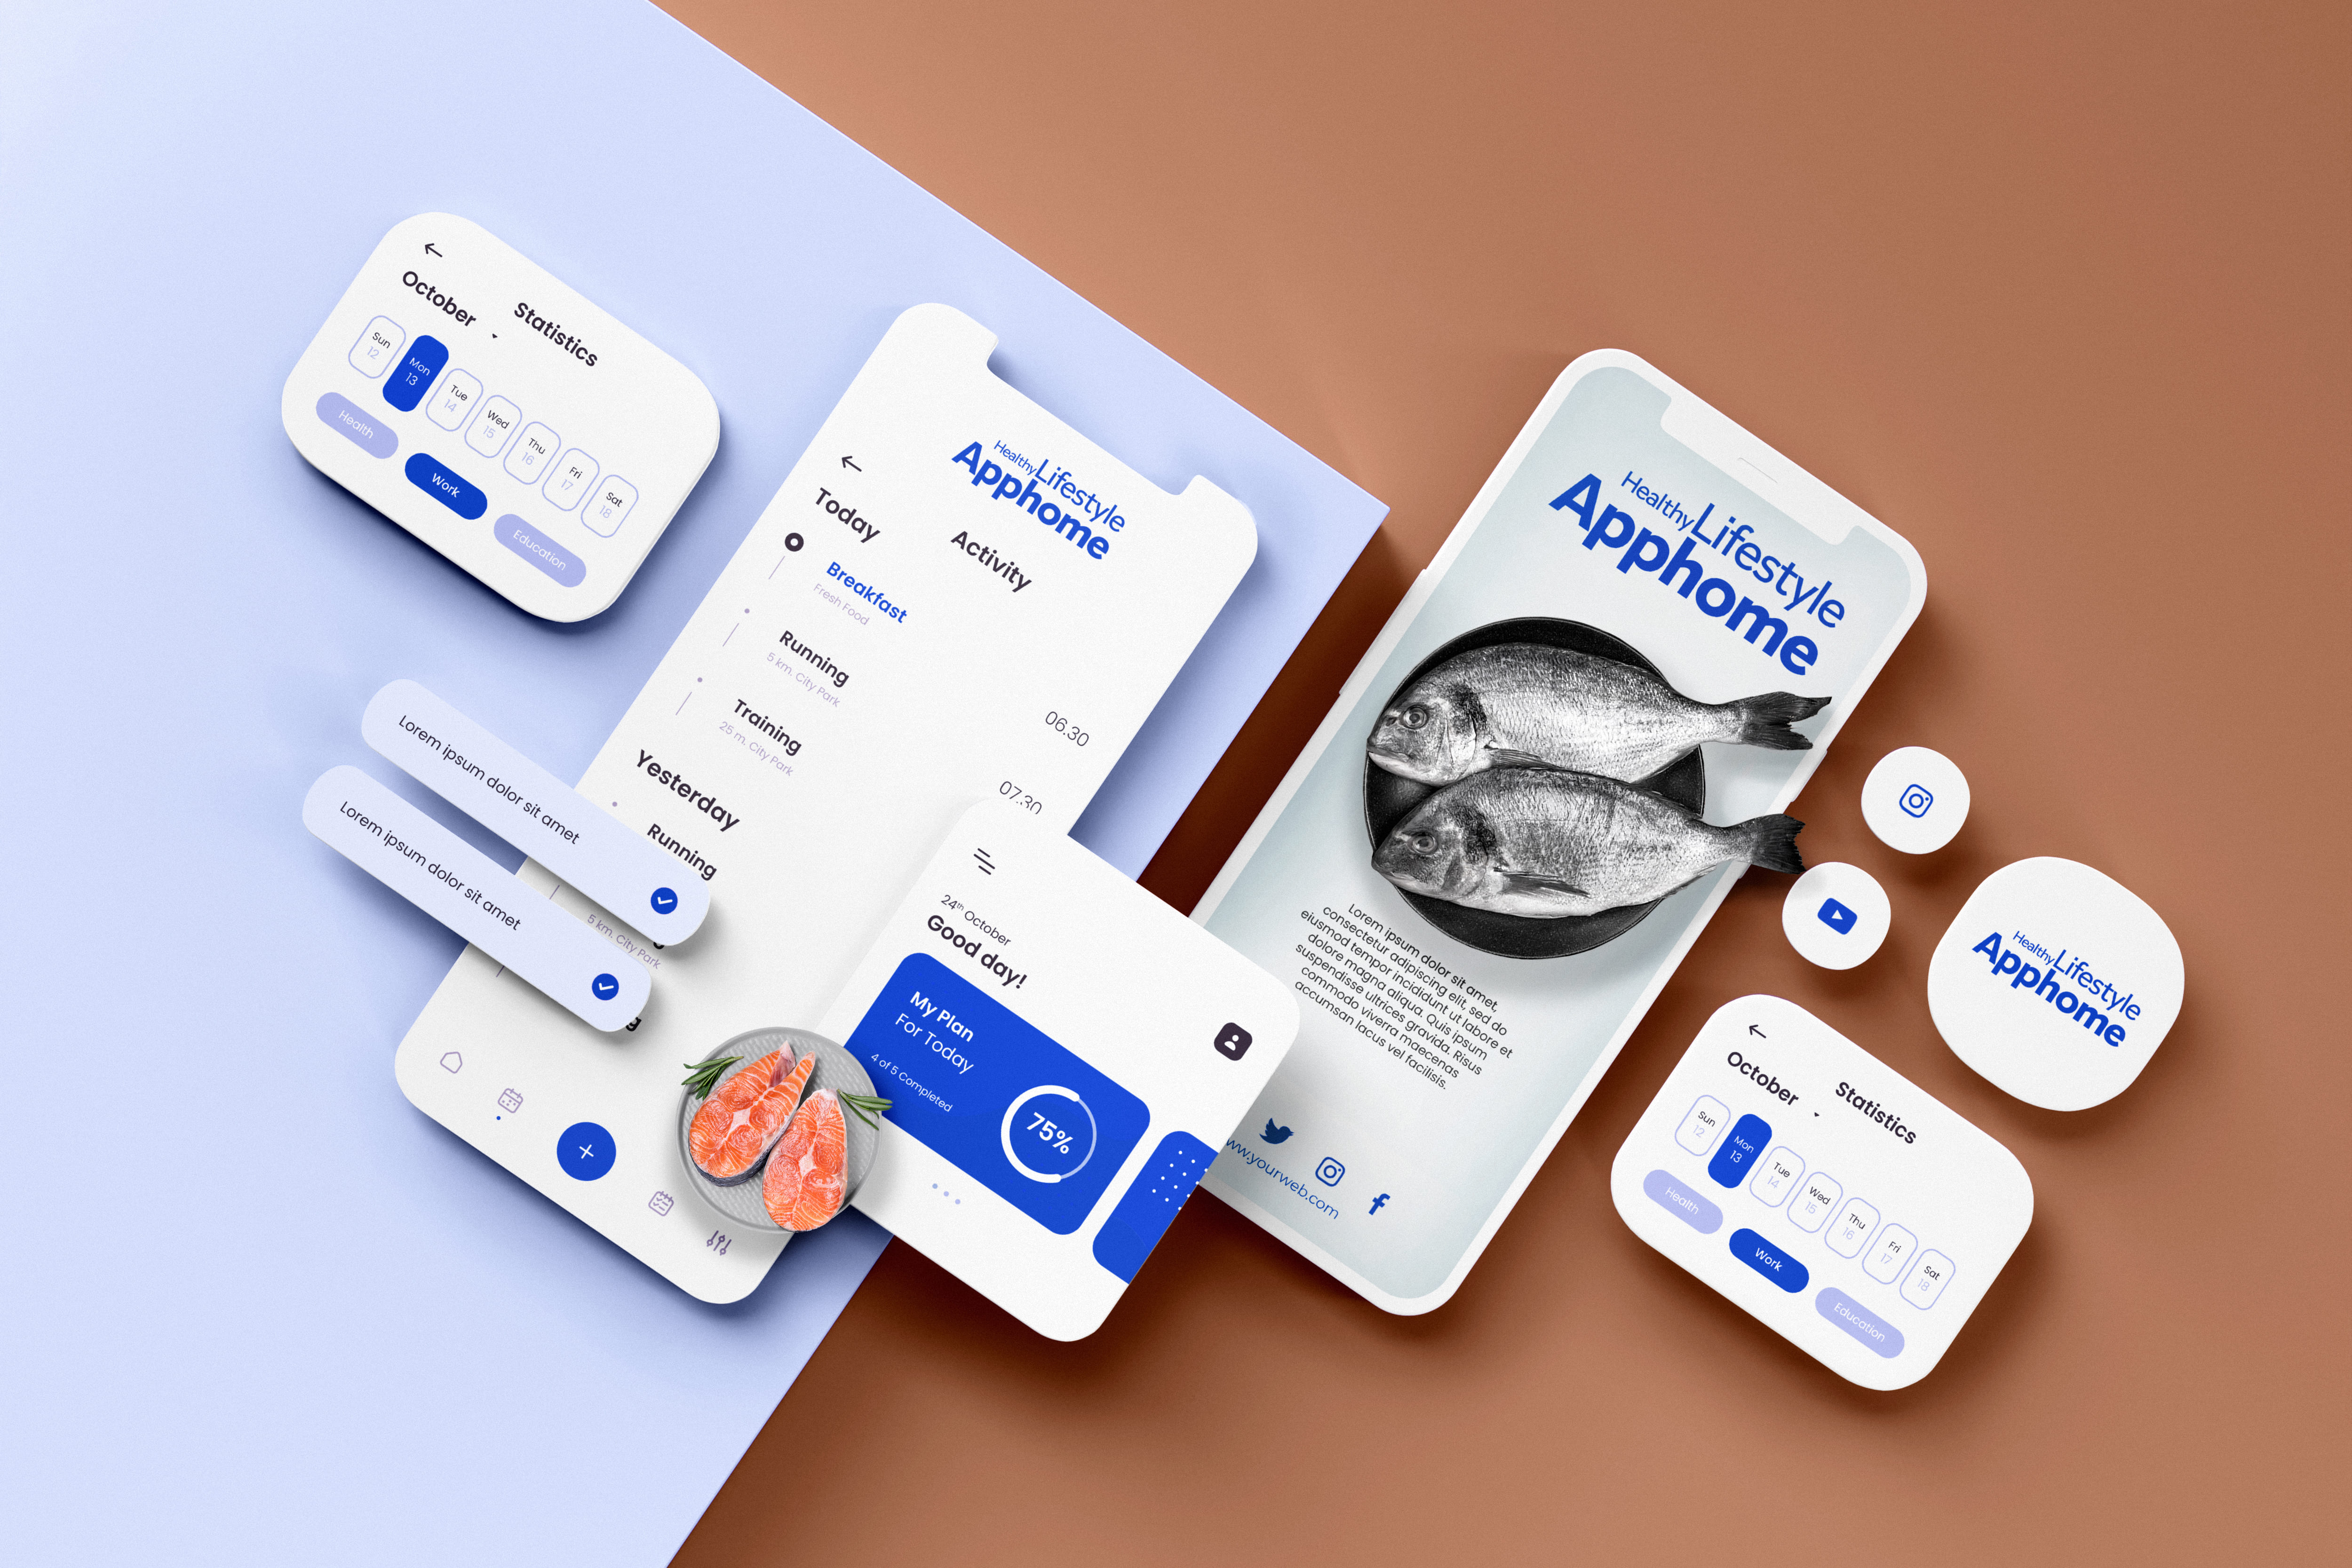 October
Statistics
Sun
12
Mon
13
Tue
14
Wed
15
Thu
16
Fri
17
Sat
18
Health
Work
Education
Healthy Lifestyle
Apphome
Today
Activity
Breakfast
Fresh Food
06.30
Running
5 km. City Park
07.30
Training
25 m. City Park
Yesterday
Running
5 km. City Park
Lorem ipsum dolor sit amet
Lorem ipsum dolor sit amet
24th October
Good day!
My Plan
For Today
4 of 5 Completed
75%
Healthy Lifestyle
Apphome
Lorem ipsum dolor sit amet
consectetur adipiscing elit, sed do
eiusmod tempor incididunt ut labore et
dolore magna aliqua. Quis ipsum
suspendisse ultrices gravida. Risus
commodo viverra maecenas
accumsan lacus vel facilisis.
www.yourweb.com
Healthy Lifestyle
Apphome
October
Statistics
Sun
12
Mon
13
Tue
14
Wed
15
Thu
16
Fri
17
Sat
18
Health
Work
Education